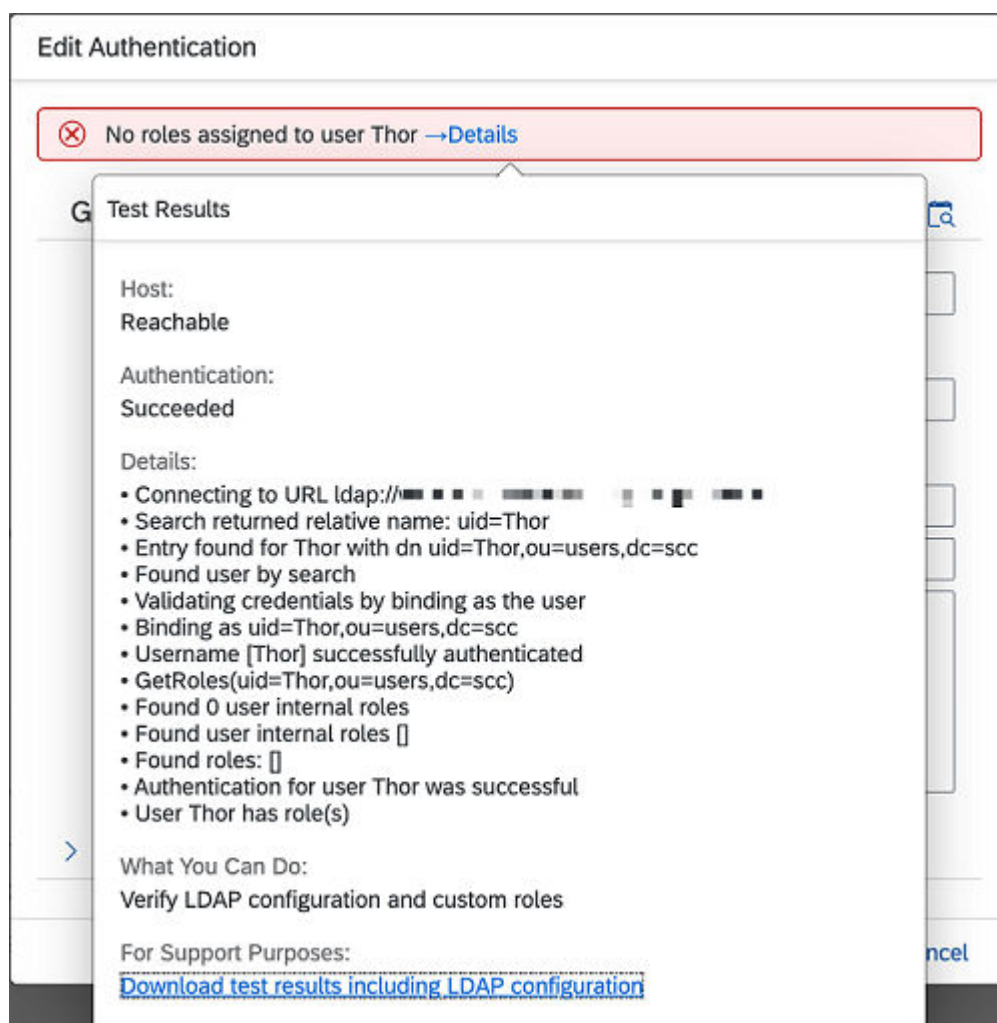 Edit Authentication
No roles assigned to user Thor →Details
G
Test Results
Host:
Reachable
Authentication:
Succeeded
Details:
• Connecting to URL ldap://
• Search returned relative name: uid=Thor
• Entry found for Thor with dn uid=Thor,ou=users,dc=scc
• Found user by search
• Validating credentials by binding as the user
• Binding as uid=Thor,ou=users,dc=scc
• Username [Thor] successfully authenticated
• GetRoles(uid=Thor,ou=users,dc=scc)
• Found 0 user internal roles
• Found user internal roles []
• Found roles: []
• Authentication for user Thor was successful
• User Thor has role(s)
What You Can Do:
Verify LDAP configuration and custom roles
For Support Purposes:
ncel
Download test results including LDAP configuration